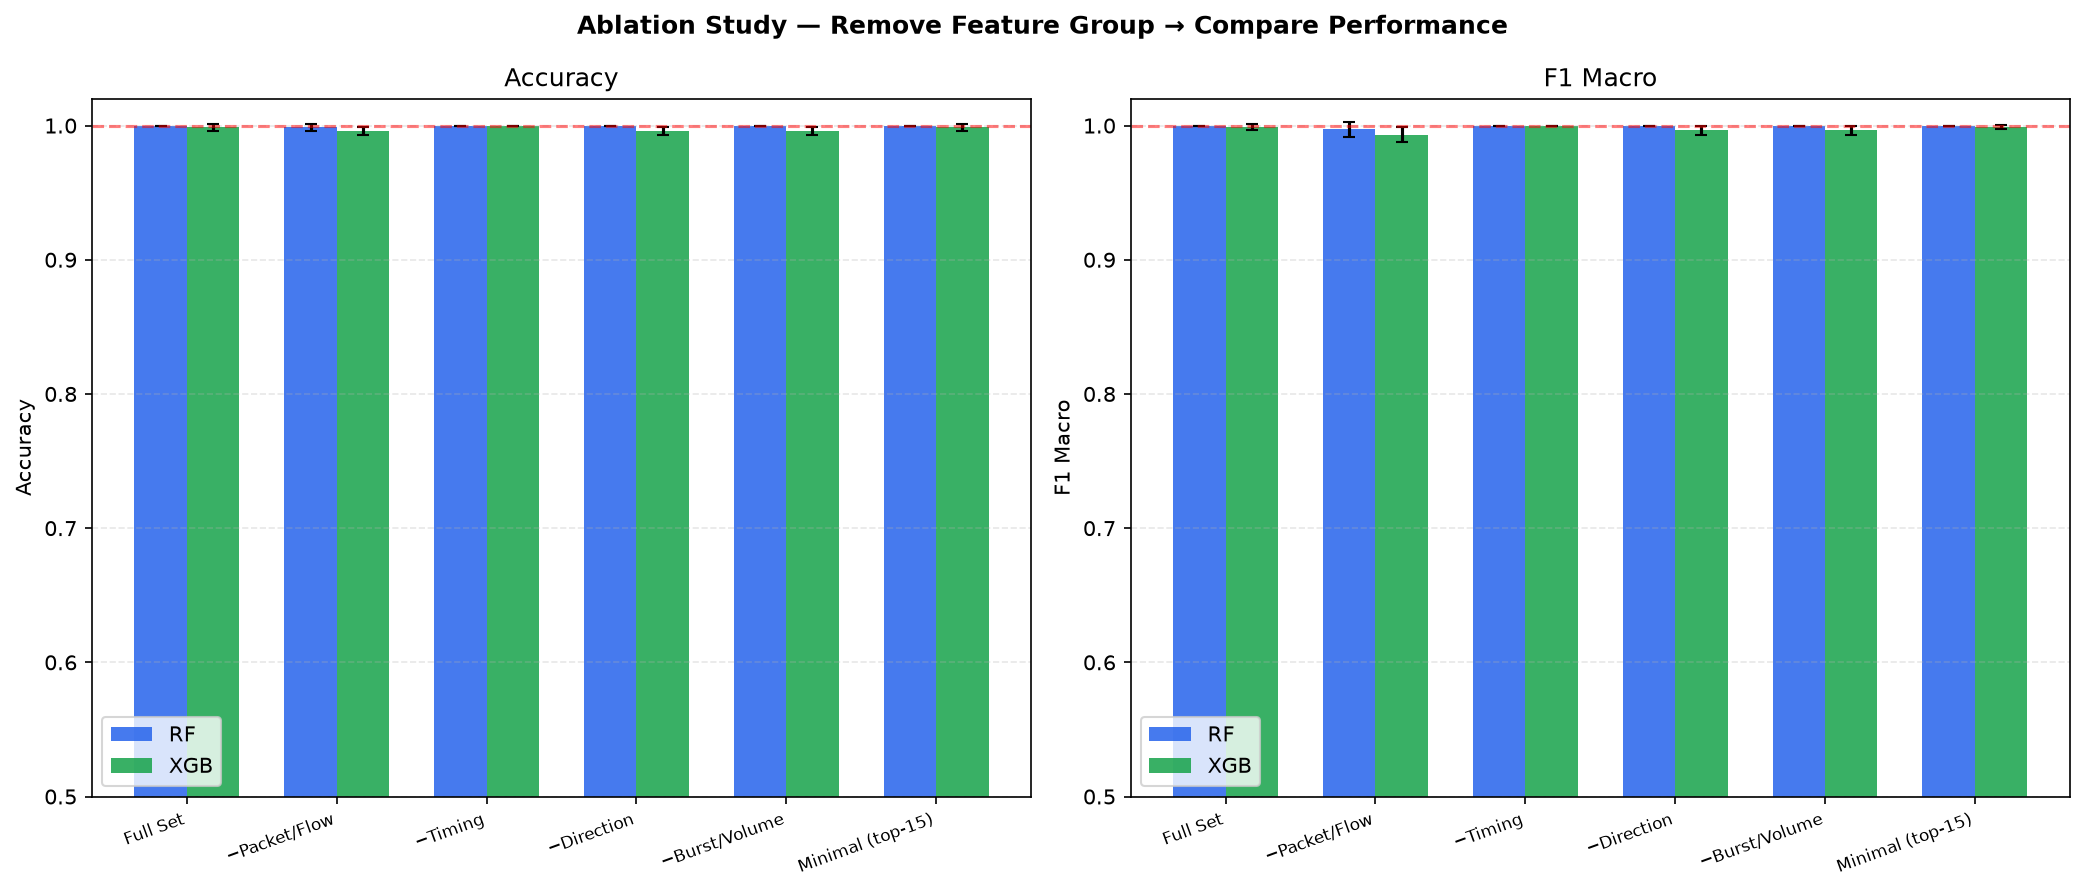 Ablation Study — Remove Feature Group → Compare Performance
Accuracy
Accuracy
1.0
0.9
0.8
0.7
0.6
0.5
RF
XGB
Full Set
−Packet/Flow
−Timing
−Direction
−Burst/Volume
Minimal (top-15)
F1 Macro
F1 Macro
1.0
0.9
0.8
0.7
0.6
0.5
RF
XGB
Full Set
−Packet/Flow
−Timing
−Direction
−Burst/Volume
Minimal (top-15)